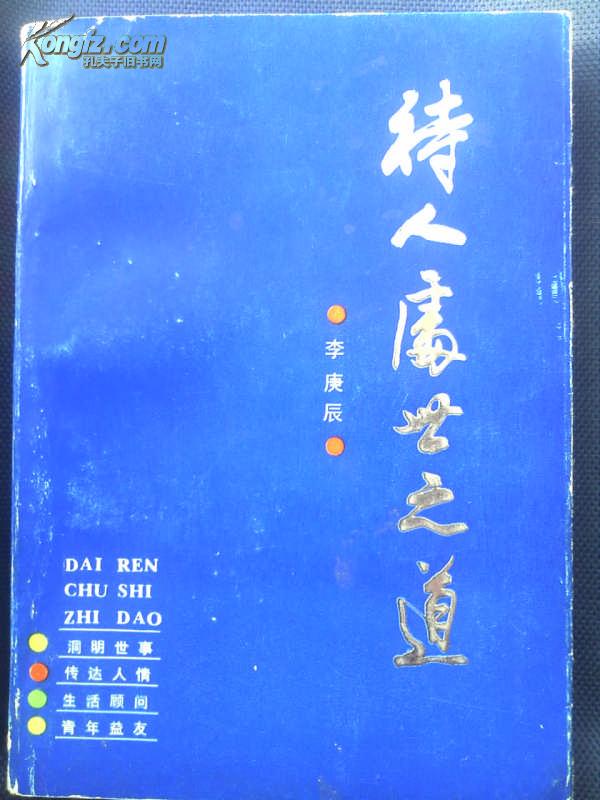 Kongfz.com
孔夫子旧书网
待人處世之道
李庚辰
DAI REN
CHU SHI
ZHI DAO
洞明世事
传达人情
生活顾问
青年益友